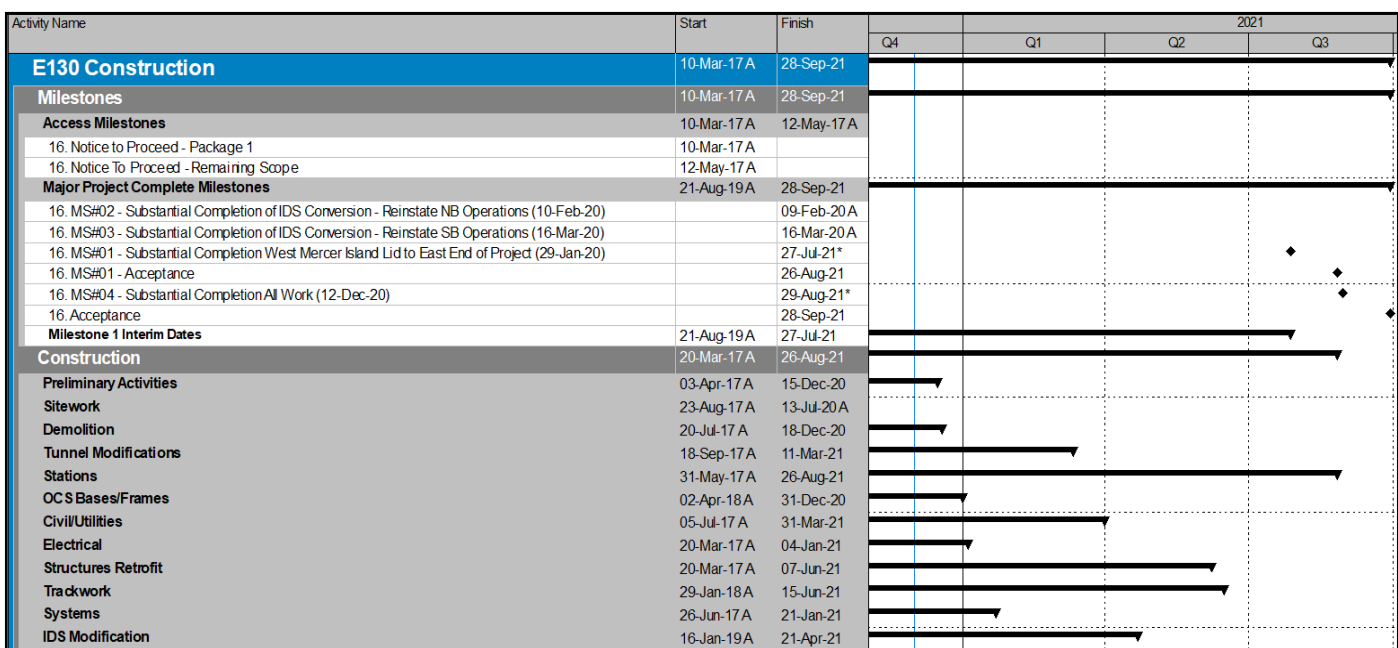 Activity Name Start Finish 2021
Q4 Q1 Q2 Q3
E130 Construction 10-Mar-17 A 28-Sep-21
Milestones 10-Mar-17 A 28-Sep-21
Access Milestones 10-Mar-17 A 12-May-17 A
16. Notice to Proceed - Package 1 10-Mar-17 A
16. Notice To Proceed - Remaining Scope 12-May-17 A
Major Project Complete Milestones 21-Aug-19 A 28-Sep-21
16. MS#02 - Substantial Completion of IDS Conversion - Reinstate NB Operations (10-Feb-20) 09-Feb-20 A
16. MS#03 - Substantial Completion of IDS Conversion - Reinstate SB Operations (16-Mar-20) 16-Mar-20 A
16. MS#01 - Substantial Completion West Mercer Island Lid to East End of Project (29-Jan-20) 27-Jul-21*
16. MS#01 - Acceptance 26-Aug-21
16. MS#04 - Substantial Completion All Work (12-Dec-20) 29-Aug-21*
16. Acceptance 28-Sep-21
Milestone 1 Interim Dates 21-Aug-19 A 27-Jul-21
Construction 20-Mar-17 A 26-Aug-21
Preliminary Activities 03-Apr-17 A 15-Dec-20
Sitework 23-Aug-17 A 13-Jul-20 A
Demolition 20-Jul-17 A 18-Dec-20
Tunnel Modifications 18-Sep-17 A 11-Mar-21
Stations 31-May-17 A 26-Aug-21
OCS Bases/Frames 02-Apr-18 A 31-Dec-20
Civil/Utilities 05-Jul-17 A 31-Mar-21
Electrical 20-Mar-17 A 04-Jan-21
Structures Retrofit 20-Mar-17 A 07-Jun-21
Trackwork 29-Jan-18 A 15-Jun-21
Systems 26-Jun-17 A 21-Jan-21
IDS Modification 16-Jan-19 A 21-Apr-21